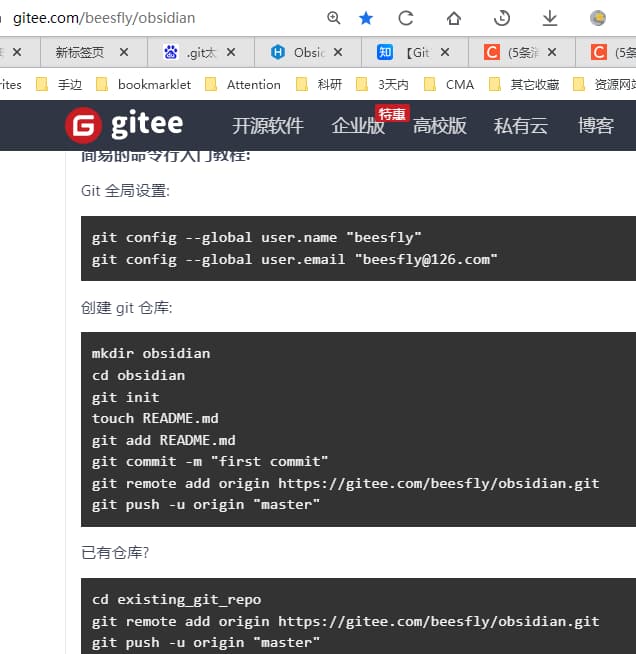 gitee.com/beesfly/obsidian
新标签页
.git太
Obsi
【Git
(5条消
(5条
rites 手边 bookmarklet Attention 科研 3天内 CMA 其它收藏 资源网站
gitee 开源软件 企业版 特惠 高校版 私有云 博客
简易的命令行入门教程:
Git 全局设置:
git config --global user.name "beesfly"
git config --global user.email "beesfly@126.com"
创建 git 仓库:
mkdir obsidian
cd obsidian
git init
touch README.md
git add README.md
git commit -m "first commit"
git remote add origin https://gitee.com/beesfly/obsidian.git
git push -u origin "master"
已有仓库?
cd existing_git_repo
git remote add origin https://gitee.com/beesfly/obsidian.git
git push -u origin "master"